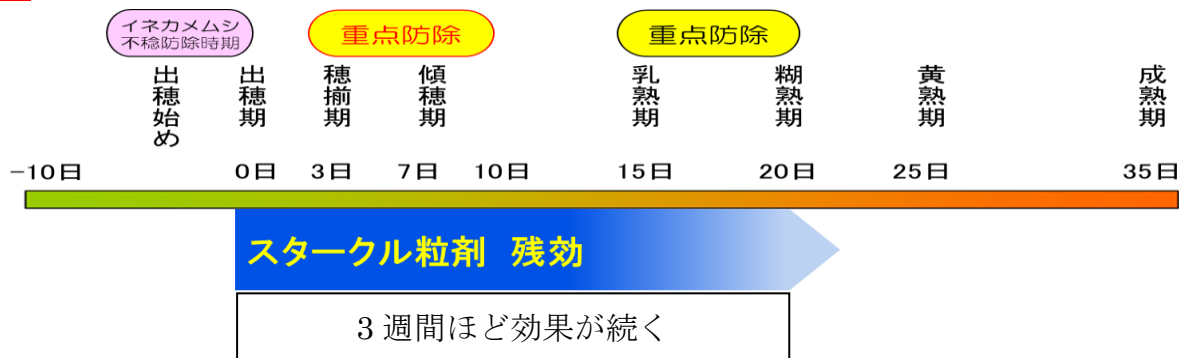 イネカメムシ
不稔防除時期
重点防除
重点防除
出穂始め
出穂期
穂揃期
傾穂期
乳熟期
糊熟期
黄熟期
成熟期
−10日
0日
3日
7日
10日
15日
20日
25日
35日
スタークル粒剤 残効
3週間ほど効果が続く